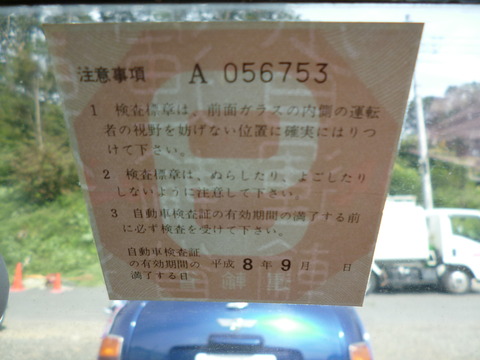 注意事項 A 056753
1 検査標章は、前面ガラスの内側の運転
者の視野を妨げない位置に確実にはりつ
けて下さい。
2 検査標章は、ぬらしたり、よごしたり
しないように注意して下さい。
3 自動車検査証の有効期間の満了する前
に必ず検査を受けて下さい。
自動車検査証
の有効期間の 平成 8 年 9 月 日
満了する日